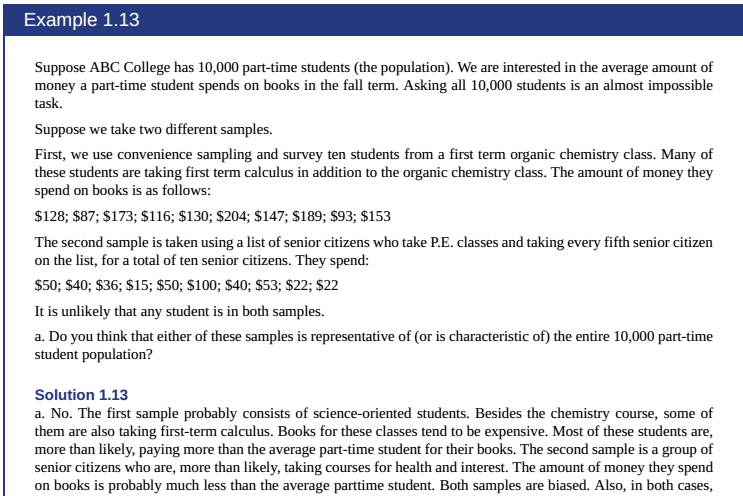 Example 1.13
Suppose ABC College has 10,000 part-time students (the population). We are interested in the average amount of
money a part-time student spends on books in the fall term. Asking all 10,000 students is an almost impossible
task.
Suppose we take two different samples.
First, we use convenience sampling and survey ten students from a first term organic chemistry class. Many of
these students are taking first term calculus in addition to the organic chemistry class. The amount of money they
spend on books is as follows:
$128; $87; $173; $116; $130; $204; $147; $189; $93; $153
The second sample is taken using a list of senior citizens who take P.E. classes and taking every fifth senior citizen
on the list, for a total of ten senior citizens. They spend:
$50; $40; $36; $15; $50; $100; $40; $53; $22; $22
It is unlikely that any student is in both samples.
a. Do you think that either of these samples is representative of (or is characteristic of) the entire 10,000 part-time
student population?
Solution 1.13
a. No. The first sample probably consists of science-oriented students. Besides the chemistry course, some of
them are also taking first-term calculus. Books for these classes tend to be expensive. Most of these students are,
more than likely, paying more than the average part-time student for their books. The second sample is a group of
senior citizens who are, more than likely, taking courses for health and interest. The amount of money they spend
on books is probably much less than the average parttime student. Both samples are biased. Also, in both cases,